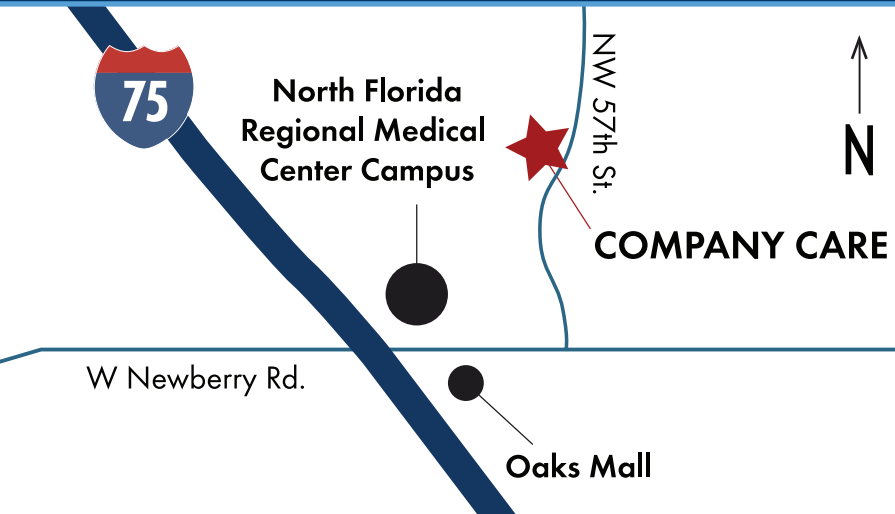 75
North Florida
Regional Medical
Center Campus
NW 57th St.
N
COMPANY CARE
W Newberry Rd.
Oaks Mall